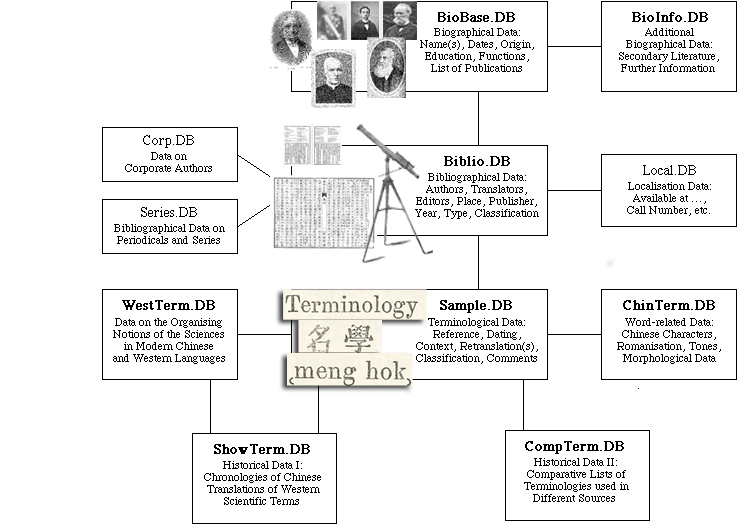 BioBase.DB
Biographical Data:
Name(s), Dates, Origin,
Education, Functions,
List of Publications
BioInfo.DB
Additional
Biographical Data:
Secondary Literature,
Further Information
Corp.DB
Data on
Corporate Authors
Biblio.DB
Bibliographical Data:
Authors, Translators,
Editors, Place, Publisher,
Year, Type, Classification
Local.DB
Localisation Data:
Available at ...,
Call Number, etc.
Series.DB
Bibliographical Data on
Periodicals and Series
WestTerm.DB
Data on the Organising
Notions of the Sciences
in Modern Chinese
and Western Languages
Terminology
名學
‚meng hok‚
Sample.DB
Terminological Data:
Reference, Dating,
Context, Retranslation(s),
Classification, Comments
ChinTerm.DB
Word-related Data:
Chinese Characters,
Romanisation, Tones,
Morphological Data
ShowTerm.DB
Historical Data I:
Chronologies of Chinese
Translations of Western
Scientific Terms
CompTerm.DB
Historical Data II:
Comparative Lists of
Terminologies used in
Different Sources